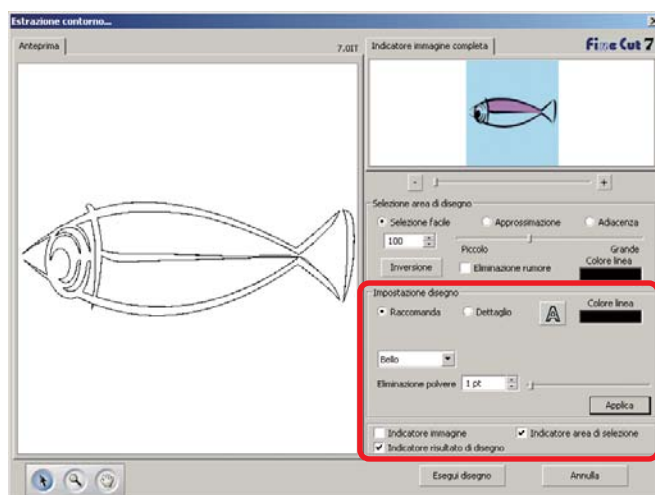 Estrazione contorno...
Anteprima
7.0IT
Indicatore immagine completa
Fine Cut 7
- +
Selezione area di disegno
Selezione facile Approssimazione Adiacenza
100
Piccolo Grande
Inversione Eliminazione rumore Colore linea
Impostazione disegno
Raccomanda Dettaglio A Colore linea
Bello
Eliminazione polvere 1 pt
Applica
Indicatore immagine Indicatore area di selezione
Indicatore risultato di disegno
Esegui disegno Annulla